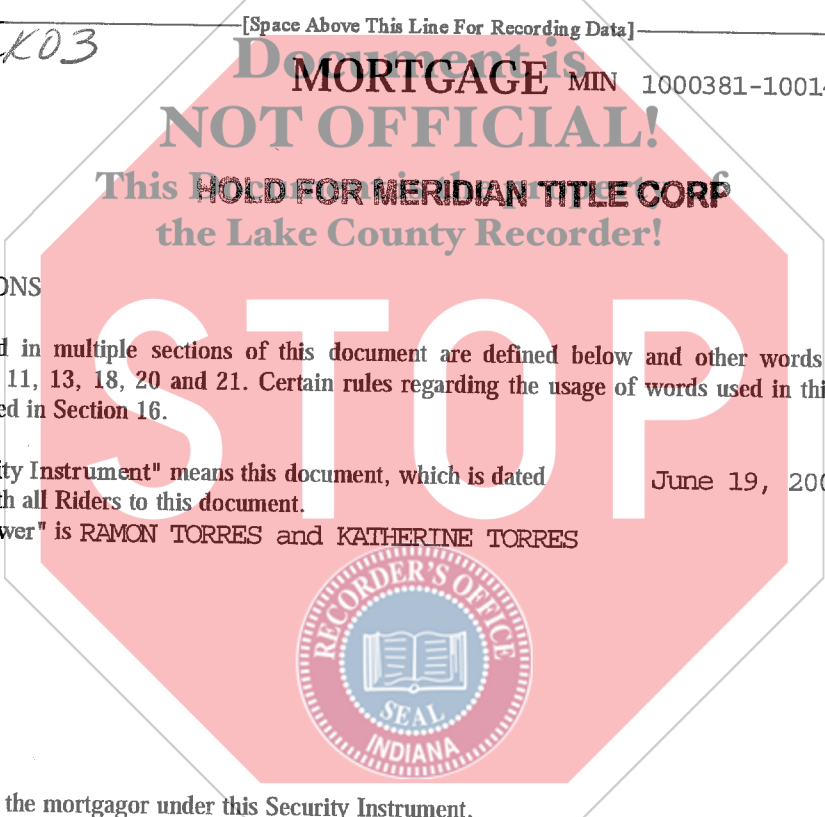 [Space Above This Line For Recording Data]
K03
Document is
MORTGAGE MIN 1000381-1001
NOT OFFICIAL!
This Document is the property of
HOLD FOR MERIDIAN TITLE CORP
the Lake County Recorder!
ONS
STOP
d in multiple sections of this document are defined below and other words
11, 13, 18, 20 and 21. Certain rules regarding the usage of words used in thi
ed in Section 16.
ity Instrument" means this document, which is dated June 19, 200
th all Riders to this document.
wer" is RAMON TORRES and KATHERINE TORRES
RECORDER'S OFFICE
SEAL
INDIANA
the mortgagor under this Security Instrument.